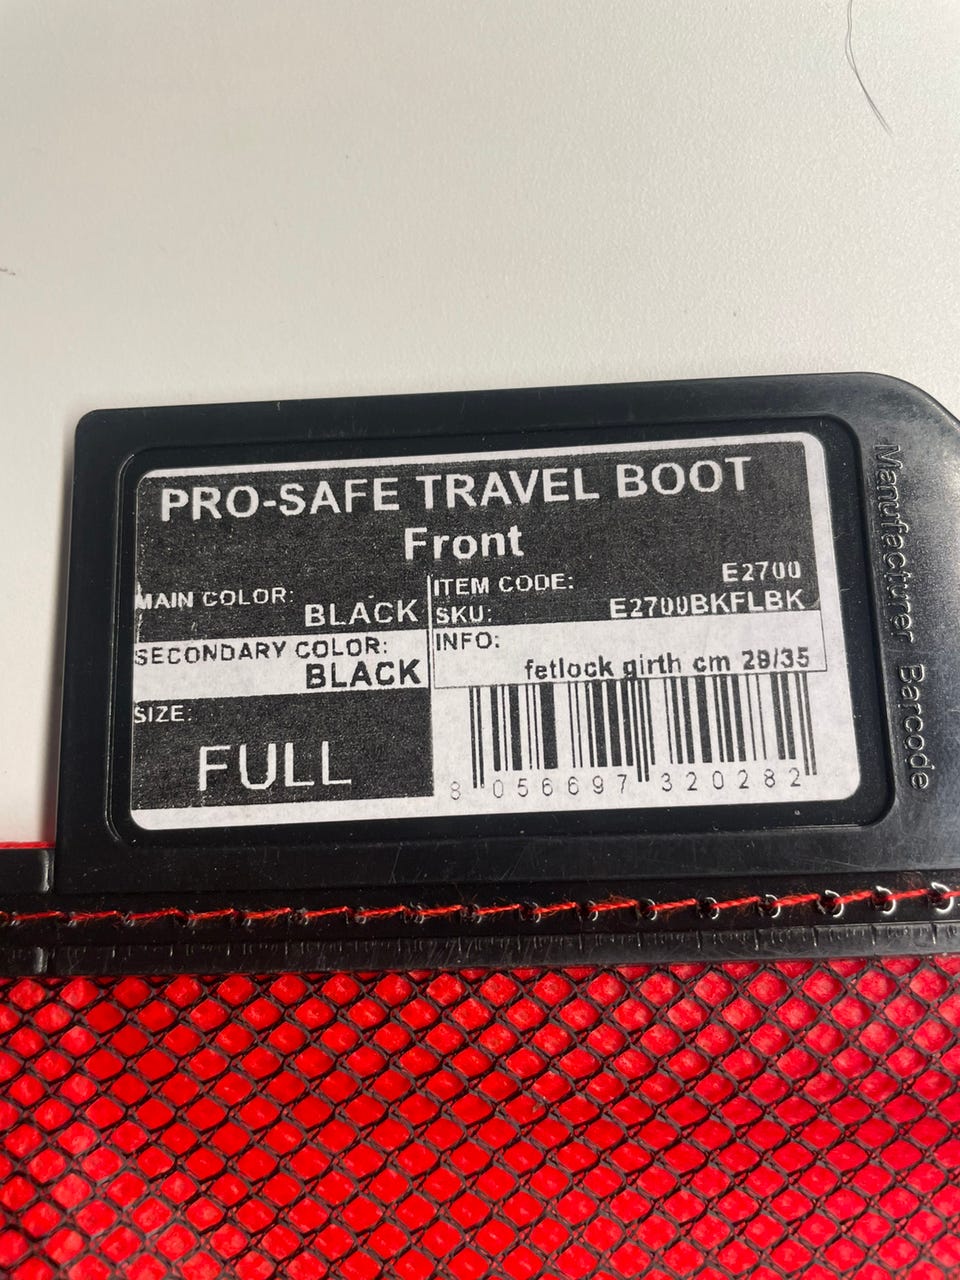 PRO-SAFE TRAVEL BOOT
Front
MAIN COLOR:
BLACK
SECONDARY COLOR:
BLACK
SIZE:
FULL
ITEM CODE:
E2700
SKU: E2700BKFLBK
INFO:
fetlock girth cm 29/35
8 056697 320282
Manufacturer Barcode